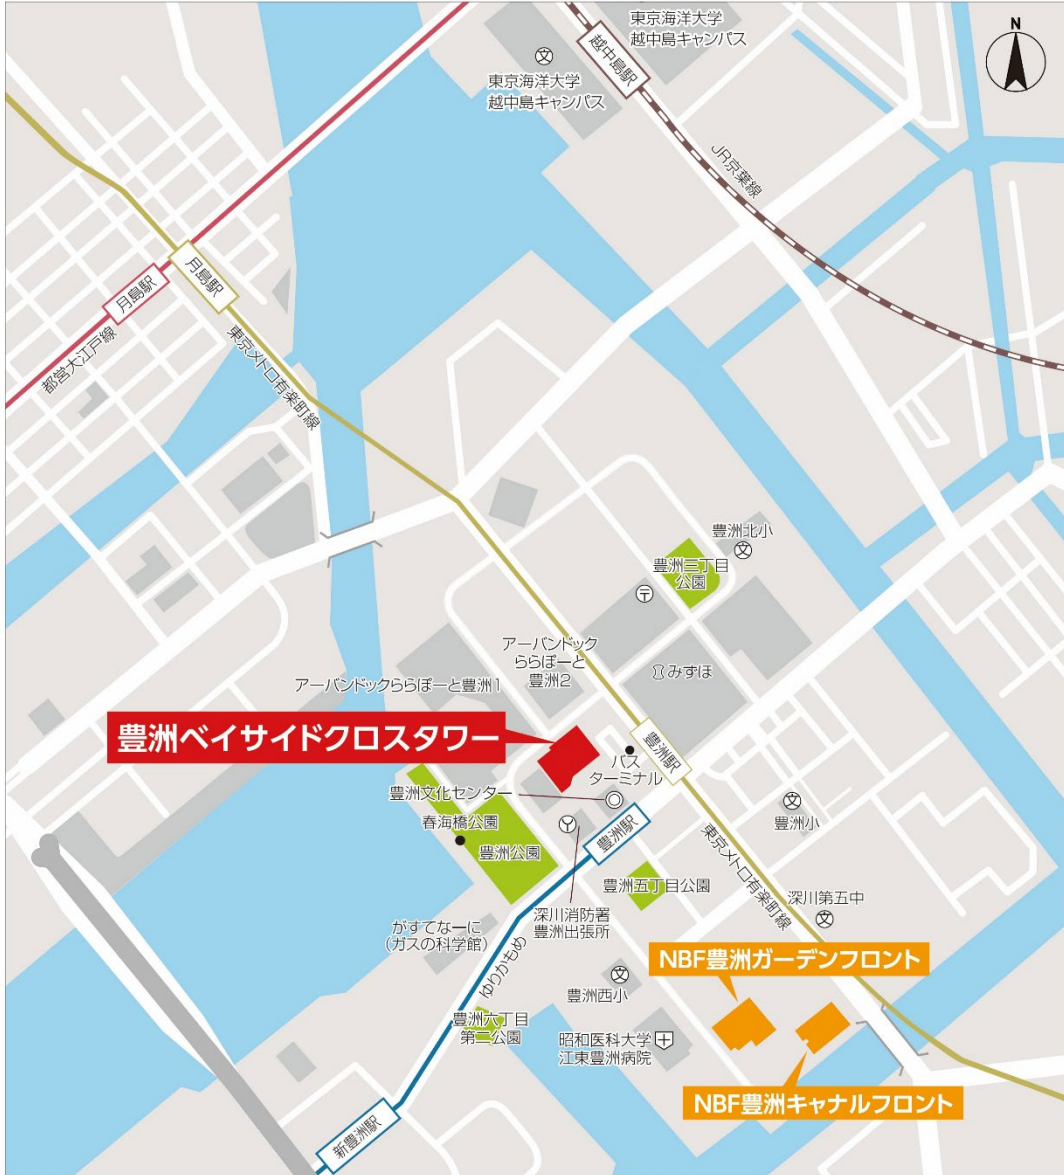 東京海洋大学
越中島キャンパス
N
東京海洋大学
越中島キャンパス
越中島駅
JR京葉線
月島駅
月島駅
都営大江戸線
東京メトロ有楽町線
豊洲北小
豊洲三丁目
公園
アーバンドック
ららぽーと
豊洲2
みずほ
アーバンドックららぽーと豊洲1
豊洲ベイサイドクロスタワー
豊洲駅
バス
ターミナル
豊洲文化センター
春海橋公園
豊洲公園
豊洲駅
豊洲小
東京メトロ有楽町線
豊洲五丁目公園
深川第五中
がすてなーに
(ガスの科学館)
深川消防署
豊洲出張所
ゆりかもめ
NBF豊洲ガーデンフロント
豊洲西小
豊洲六丁目
第二公園
昭和医科大学
江東豊洲病院
NBF豊洲キャナルフロント
新豊洲駅